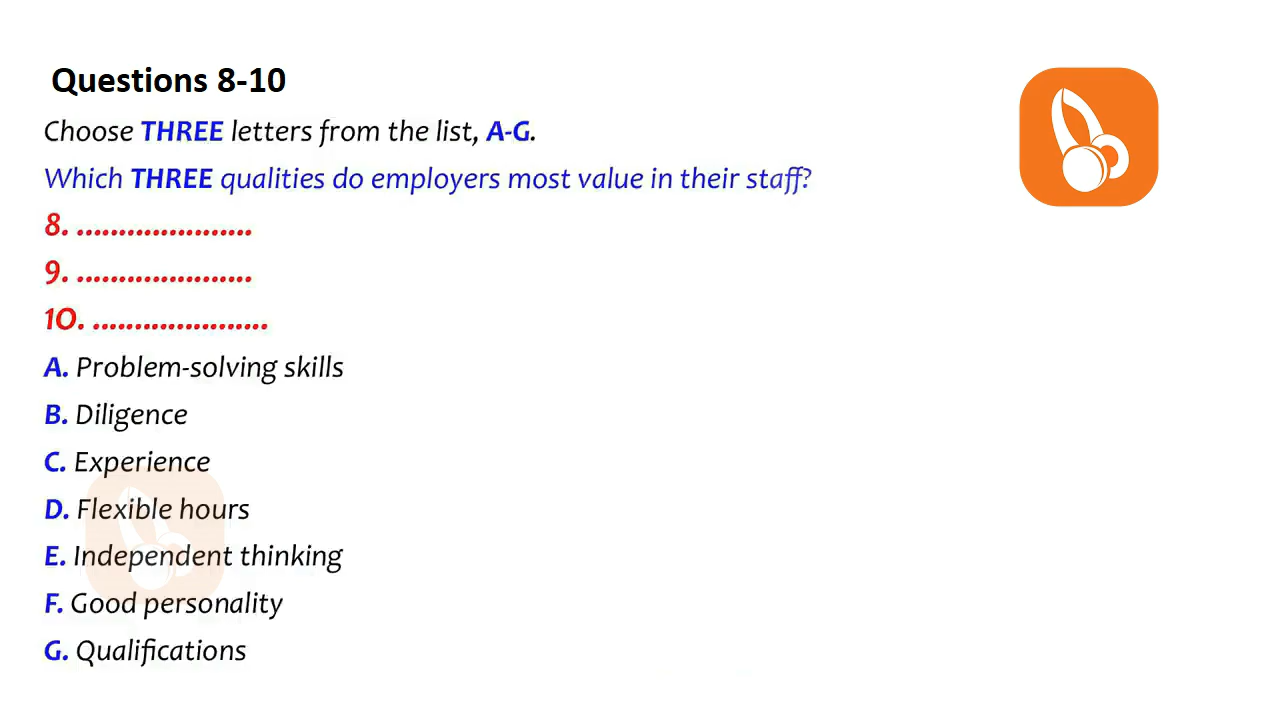 Questions 8-10
Choose THREE letters from the list, A-G.
Which THREE qualities do employers most value in their staff?
8. .....................
9. .....................
10. .....................
A. Problem-solving skills
B. Diligence
C. Experience
D. Flexible hours
E. Independent thinking
F. Good personality
G. Qualifications